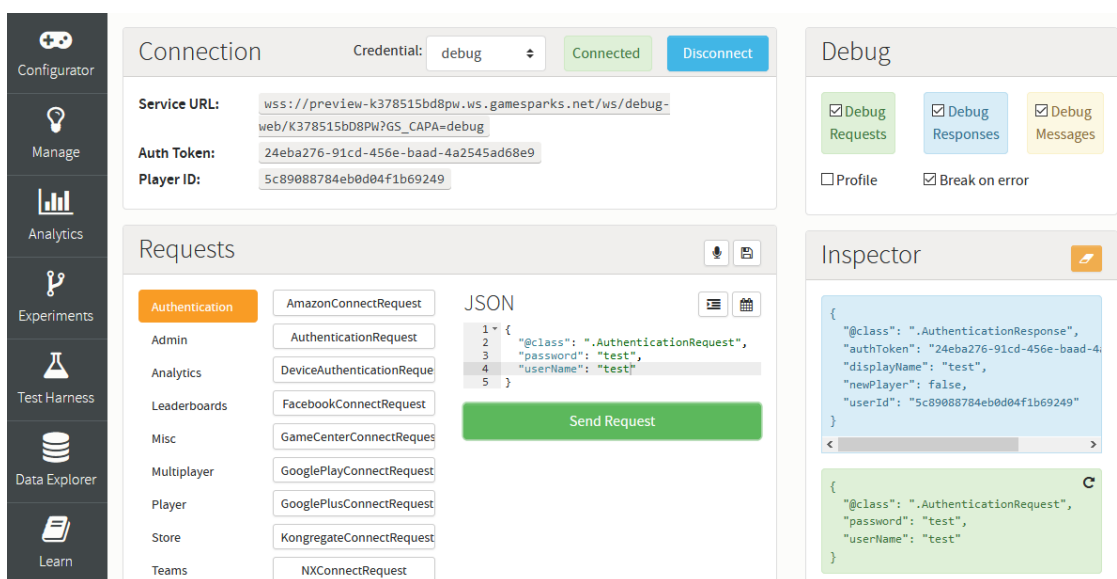 Configurator
Manage
Analytics
Experiments
Test Harness
Data Explorer
Learn
Connection
Credential:
debug
Connected
Disconnect
Service URL:
wss://preview-k378515bd8pw.ws.gamesparks.net/ws/debug-
web/K378515bD8PW?GS_CAPA=debug
Auth Token:
24eba276-91cd-456e-baad-4a2545ad68e9
Player ID:
5c89088784eb0d04f1b69249
Requests
Authentication
Admin
Analytics
Leaderboards
Misc
Multiplayer
Player
Store
Teams
AmazonConnectRequest
AuthenticationRequest
DeviceAuthenticationReque
FacebookConnectRequest
GameCenterConnectReques
GooglePlayConnectRequest
GooglePlusConnectRequest
KongregateConnectRequest
NXConnectRequest
JSON
1 {
2 "@class": ".AuthenticationRequest",
3 "password": "test",
4 "userName": "test"
5 }
Send Request
Debug
Debug
Requests
Debug
Responses
Debug
Messages
Profile
Break on error
Inspector
{
"@class": ".AuthenticationResponse",
"authToken": "24eba276-91cd-456e-baad-4
"displayName": "test",
"newPlayer": false,
"userId": "5c89088784eb0d04f1b69249"
}
{
"@class": ".AuthenticationRequest",
"password": "test",
"userName": "test"
}